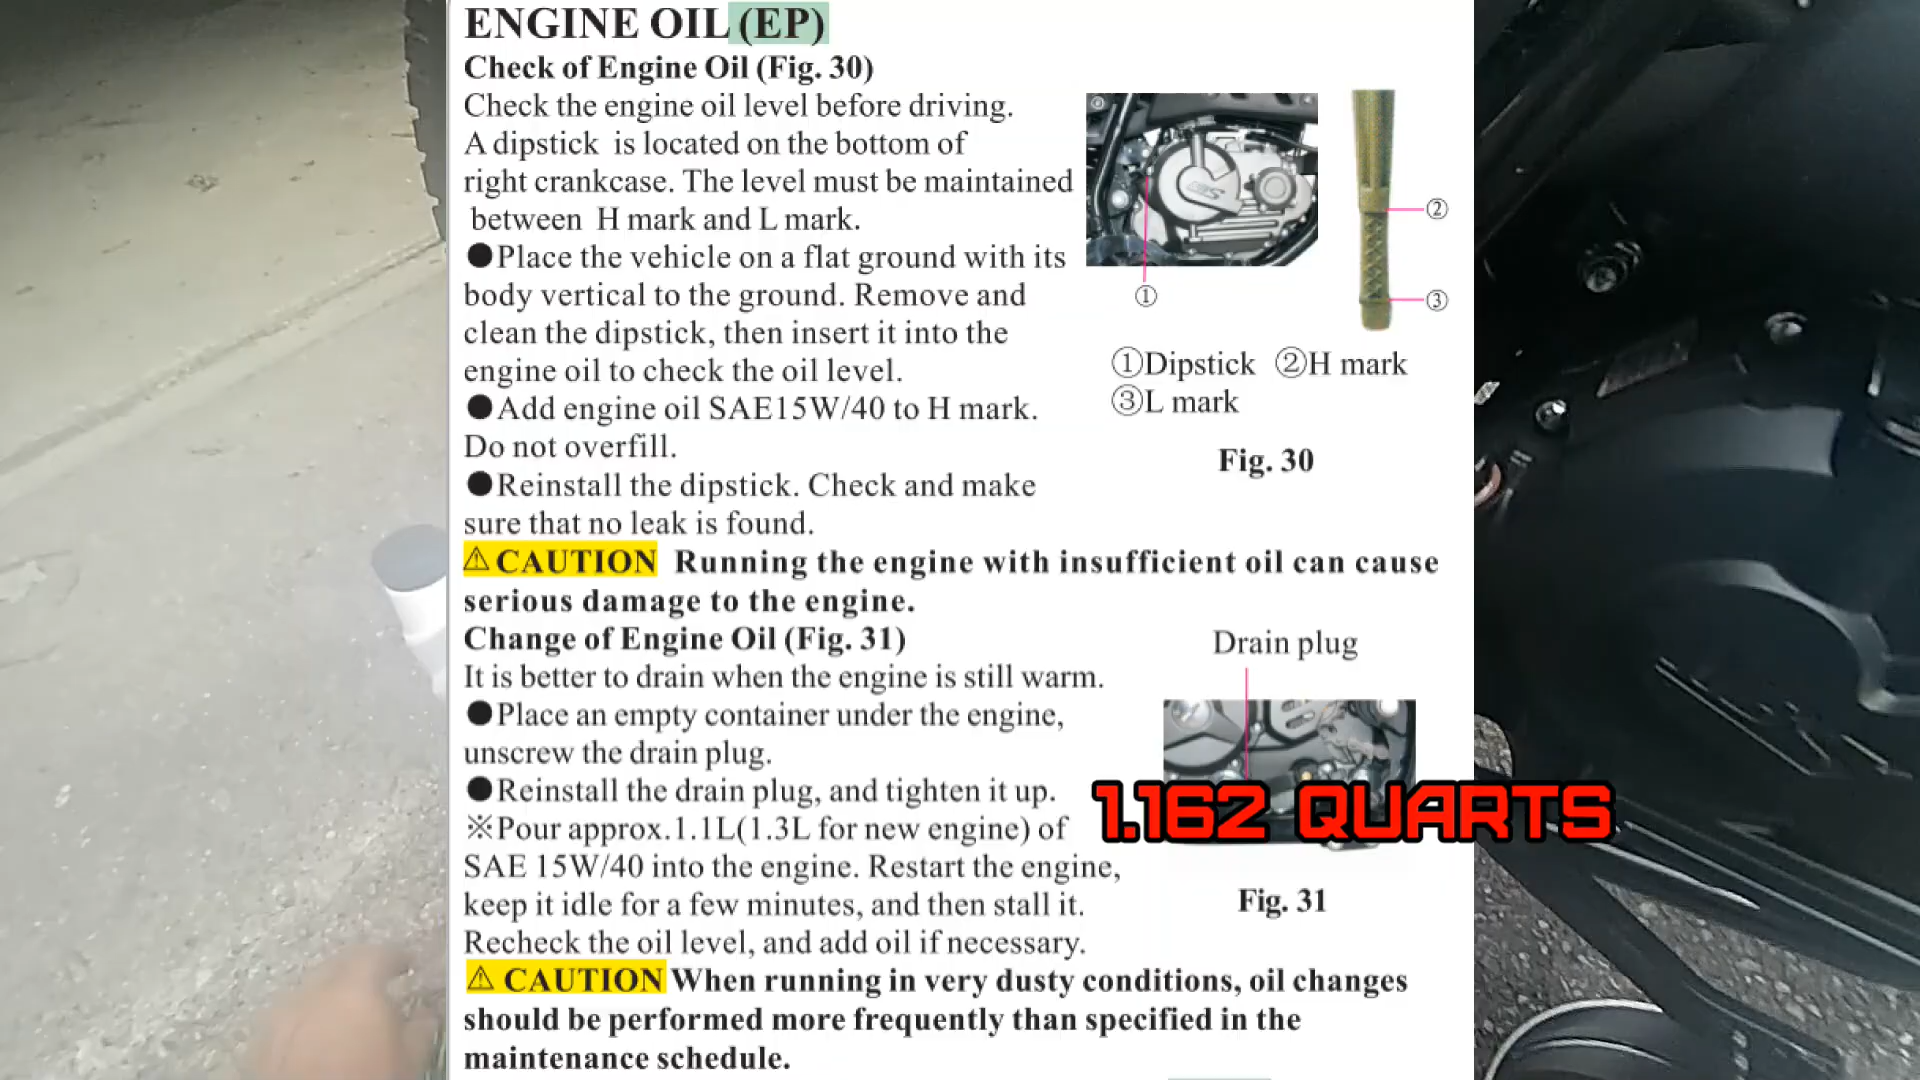 ENGINE OIL (EP)
Check of Engine Oil (Fig. 30)
Check the engine oil level before driving.
A dipstick is located on the bottom of
right crankcase. The level must be maintained
between H mark and L mark.
●Place the vehicle on a flat ground with its
body vertical to the ground. Remove and
clean the dipstick, then insert it into the
engine oil to check the oil level.
●Add engine oil SAE15W/40 to H mark.
Do not overfill.
●Reinstall the dipstick. Check and make
sure that no leak is found.
②
③
①
①Dipstick ②H mark
③L mark
Fig. 30
⚠ CAUTION Running the engine with insufficient oil can cause
serious damage to the engine.
Change of Engine Oil (Fig. 31)
It is better to drain when the engine is still warm.
●Place an empty container under the engine,
unscrew the drain plug.
●Reinstall the drain plug, and tighten it up.
※Pour approx.1.1L(1.3L for new engine) of
SAE 15W/40 into the engine. Restart the engine,
keep it idle for a few minutes, and then stall it.
Recheck the oil level, and add oil if necessary.
Drain plug
1.162 QUARTS
Fig. 31
⚠ CAUTION When running in very dusty conditions, oil changes
should be performed more frequently than specified in the
maintenance schedule.